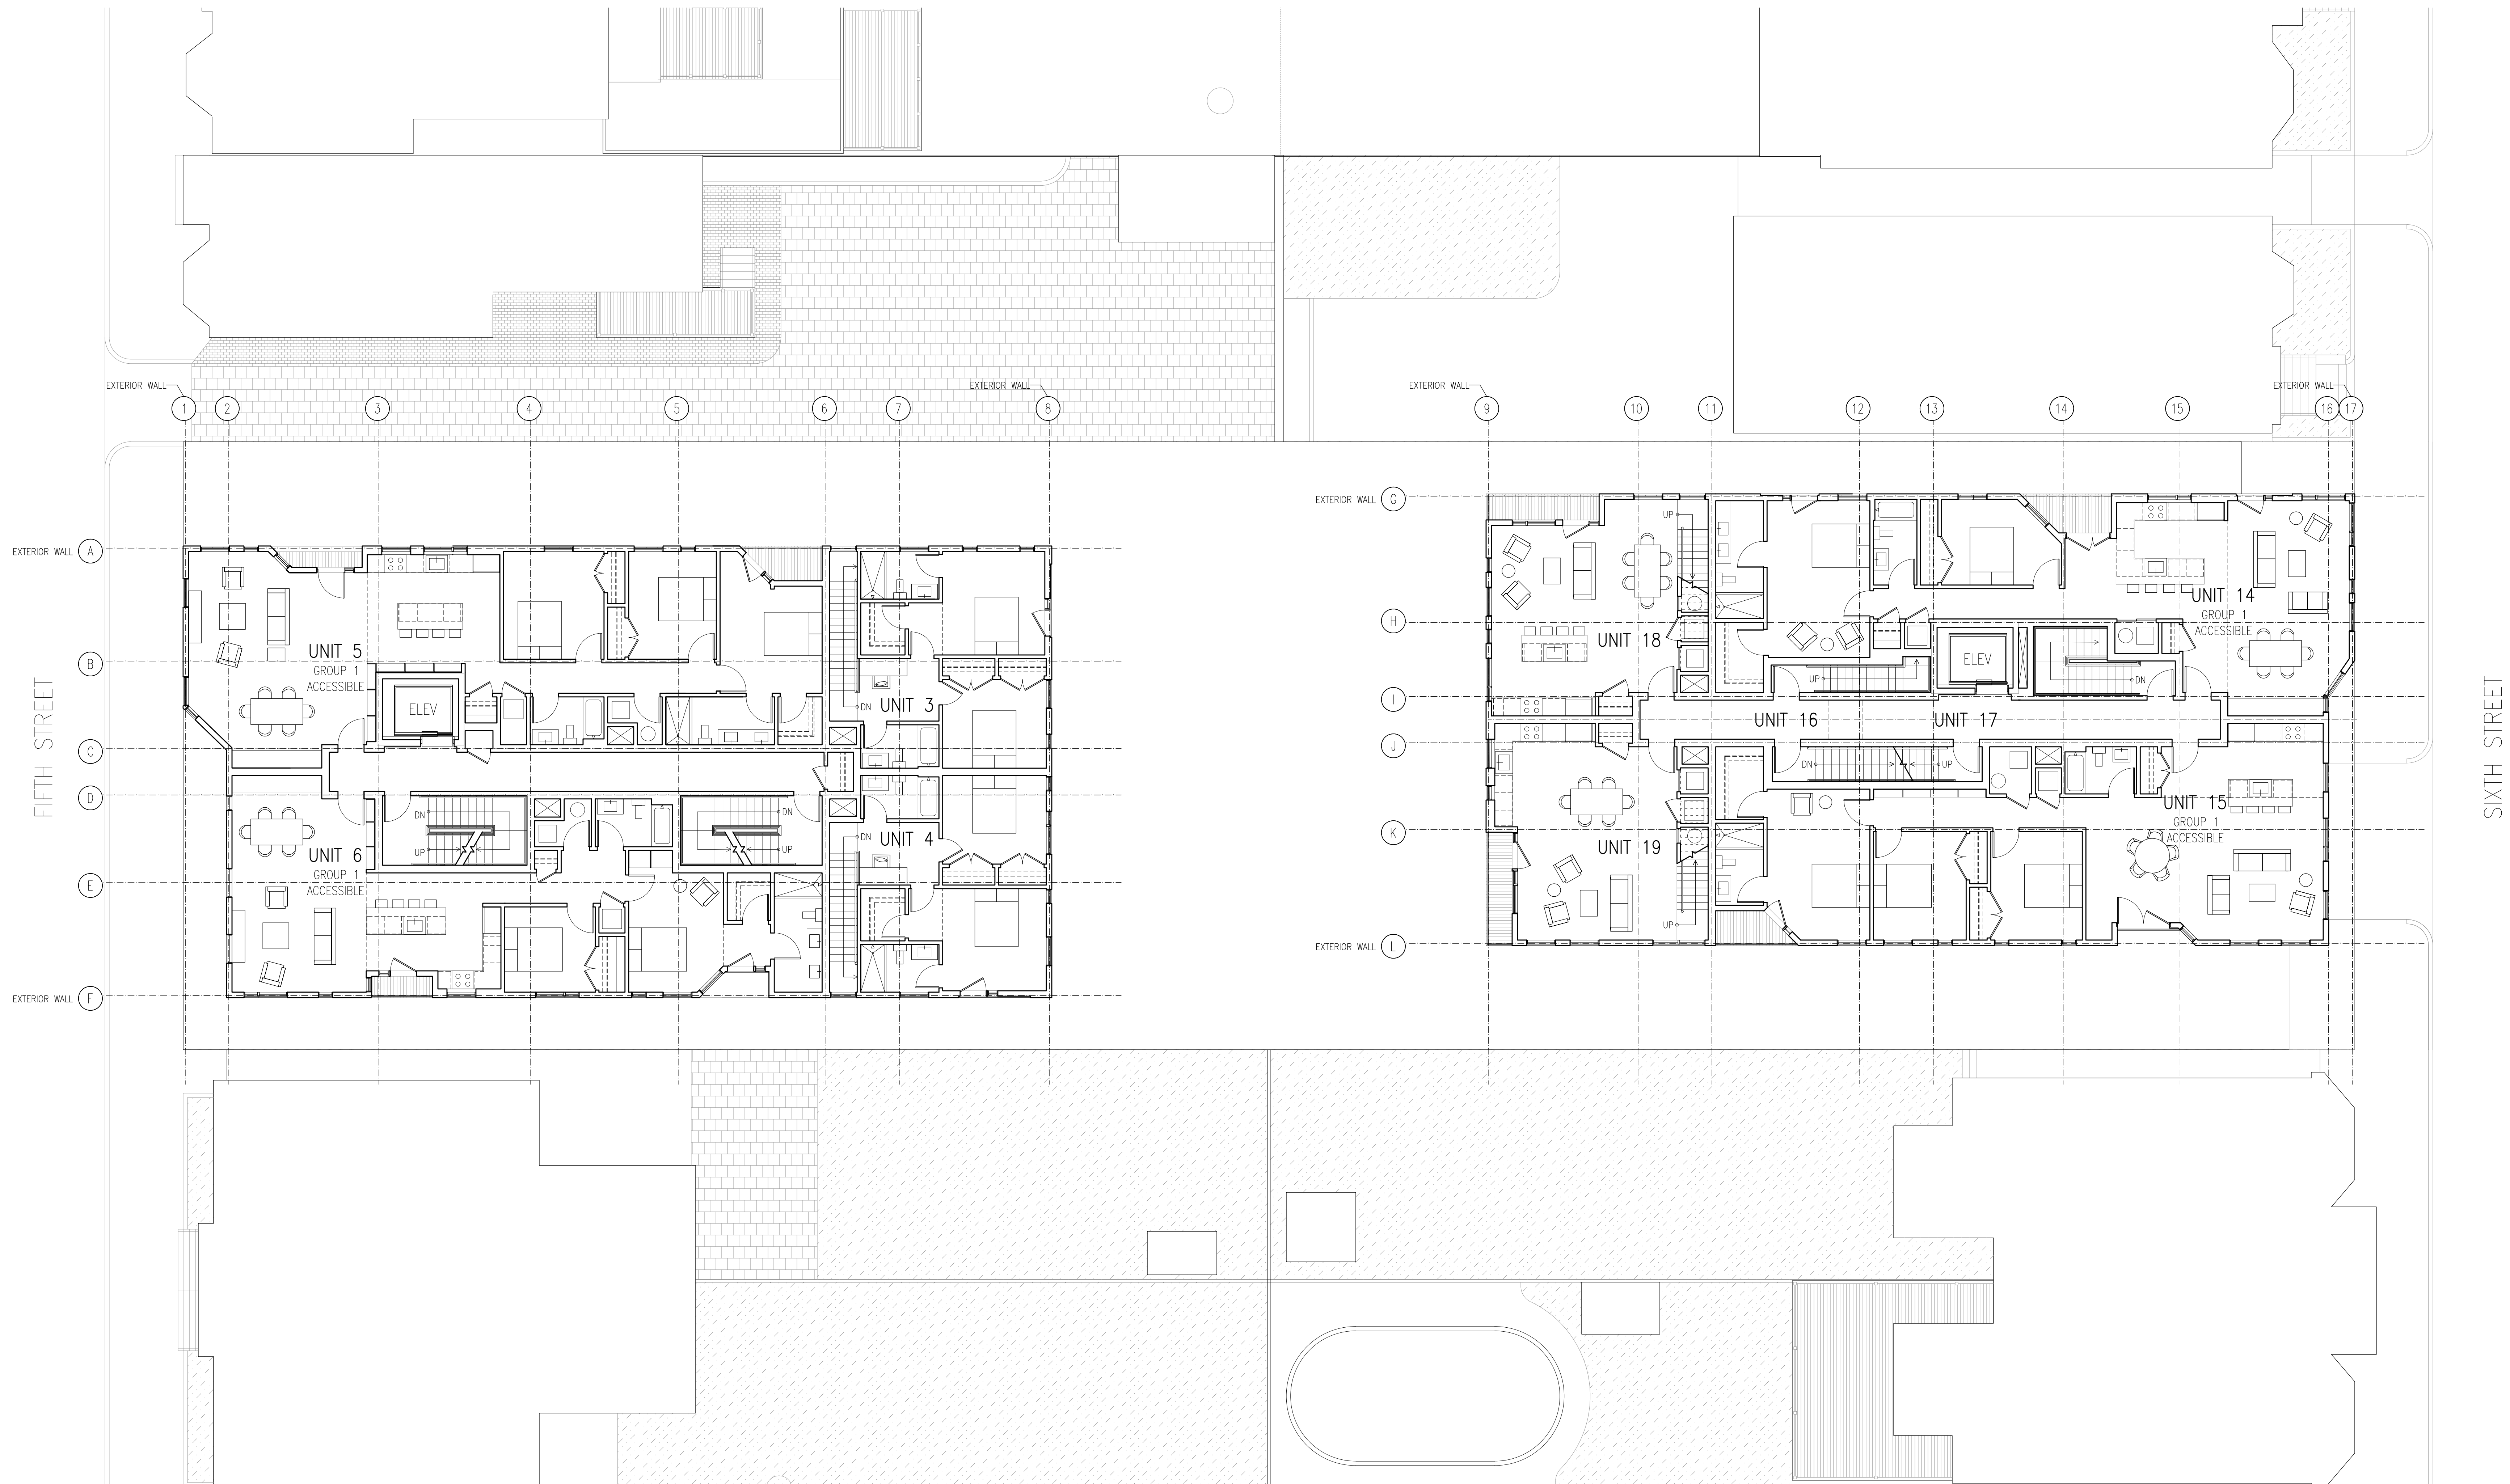 EXTERIOR WALL
EXTERIOR WALL
EXTERIOR WALL
EXTERIOR WALL
1
2
3
4
5
6
7
8
9
10
11
12
13
14
15
16
17
EXTERIOR WALL
A
B
C
D
E
EXTERIOR WALL
F
EXTERIOR WALL
G
H
I
J
K
EXTERIOR WALL
L
FIFTH STREET
UNIT 5
GROUP 1
ACCESSIBLE
ELEV
UNIT 3
DN
UNIT 4
DN
DN
UP
DN
UP
UNIT 6
GROUP 1
ACCESSIBLE
UP
UNIT 18
UNIT 14
GROUP 1
ACCESSIBLE
ELEV
UP
DN
UNIT 16
UNIT 17
DN
UP
UNIT 15
GROUP 1
ACCESSIBLE
UNIT 19
UP
SIXTH STREET